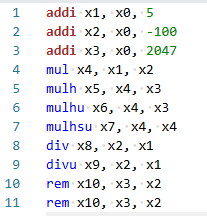 1 addi x1, x0, 5
2 addi x2, x0, -100
3 addi x3, x0, 2047
4 mul x4, x1, x2
5 mulh x5, x4, x3
6 mulhu x6, x4, x3
7 mulhsu x7, x4, x4
8 div x8, x2, x1
9 divu x9, x2, x1
10 rem x10, x3, x2
11 rem x10, x3, x2